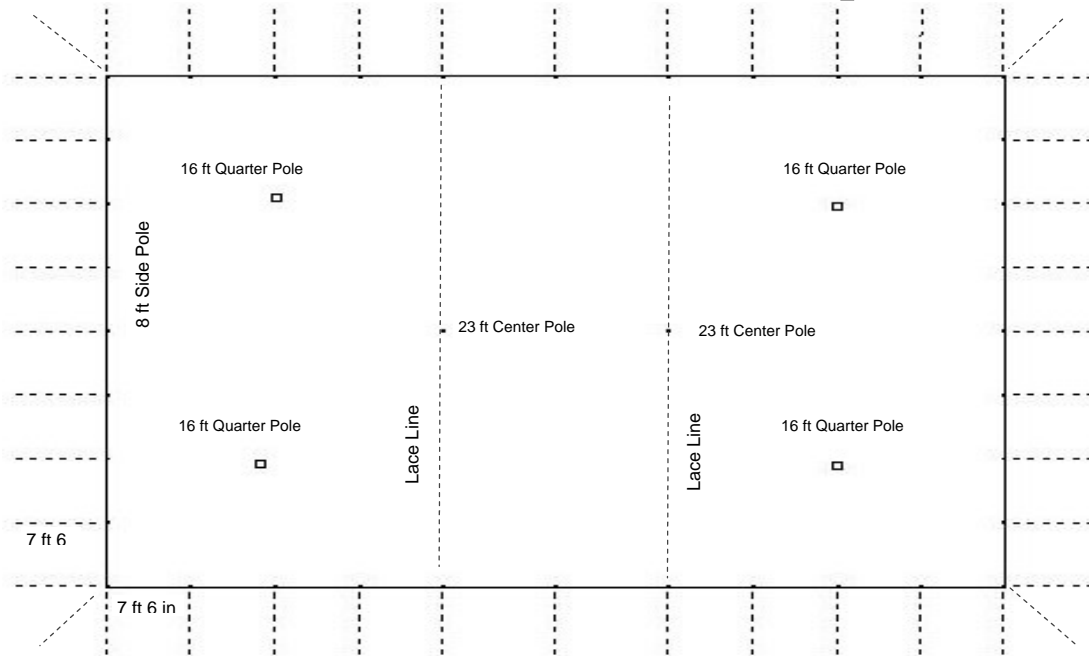 16 ft Quarter Pole
16 ft Quarter Pole
8 ft Side Pole
23 ft Center Pole
23 ft Center Pole
Lace Line
Lace Line
16 ft Quarter Pole
16 ft Quarter Pole
7 ft 6
7 ft 6 in